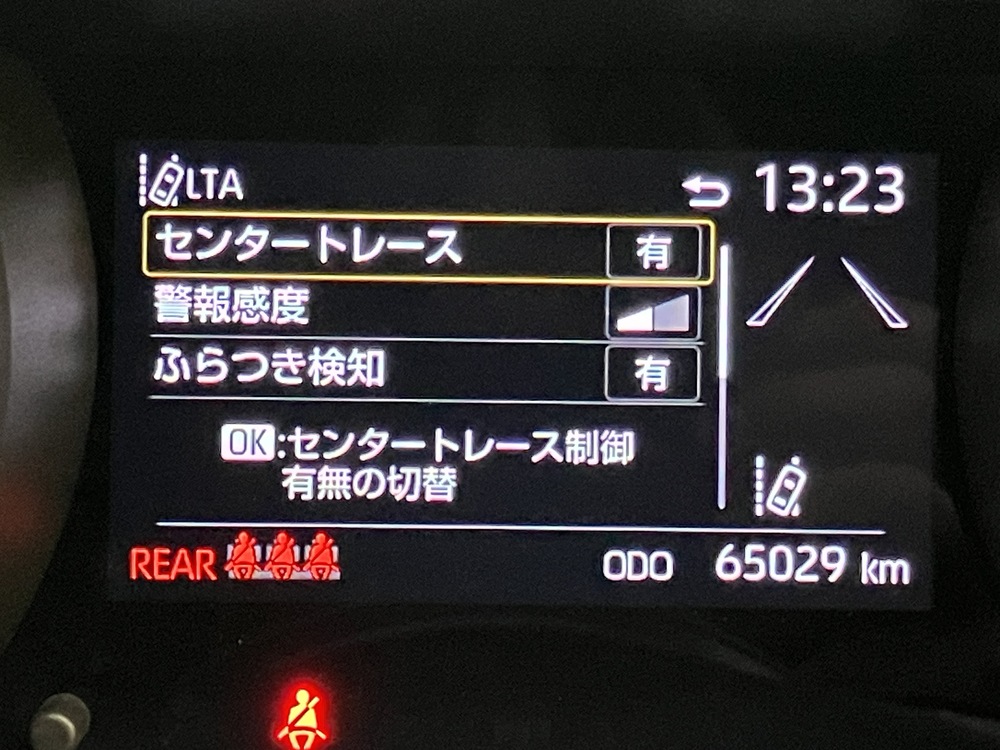 LTA 13:23
センタートレース 有
警報感度
ふらつき検知 有
OK:センタートレース制御
有無の切替
REAR ODO 65029 km